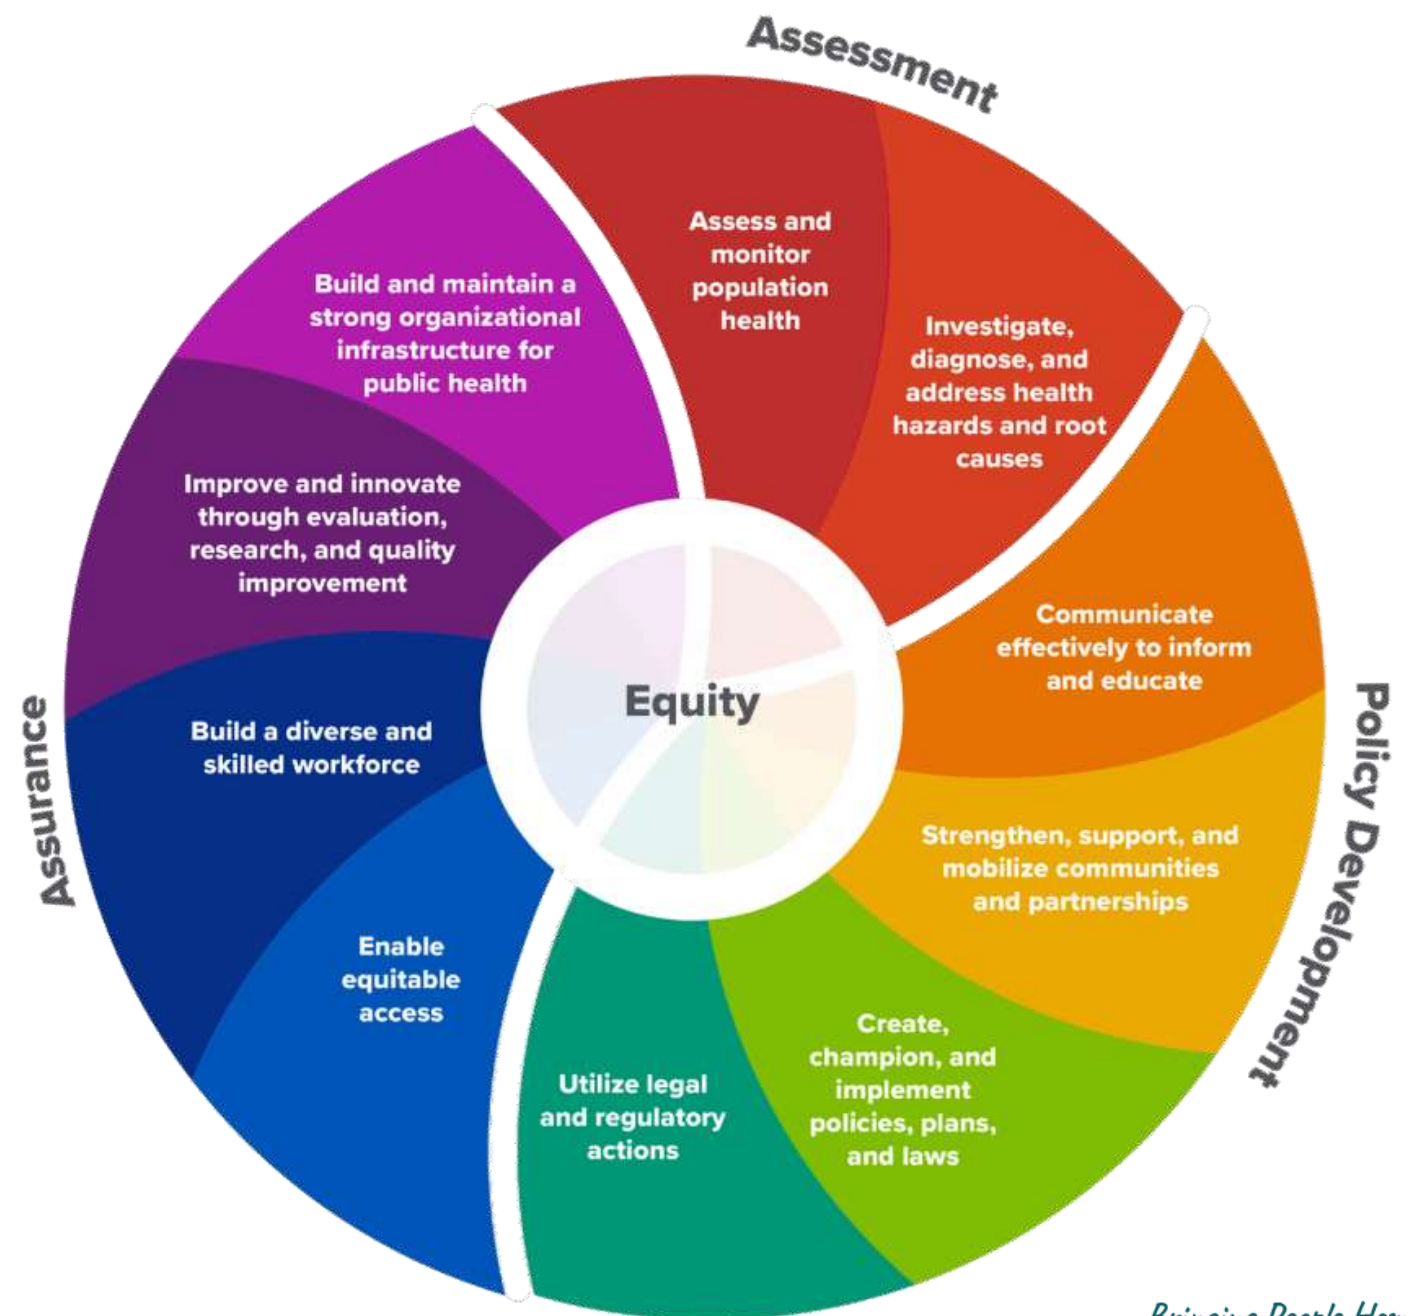 Assessment
Assess and
monitor
population
health
Investigate,
diagnose, and
address health
hazards and root
causes
Policy Development
Communicate
effectively to inform
and educate
Strengthen, support, and
mobilize communities
and partnerships
Create,
champion, and
implement
policies, plans,
and laws
Utilize legal
and regulatory
actions
Assurance
Enable
equitable
access
Build a diverse and
skilled workforce
Improve and innovate
through evaluation,
research, and quality
improvement
Build and maintain a
strong organizational
infrastructure for
public health
Equity
Bringing People